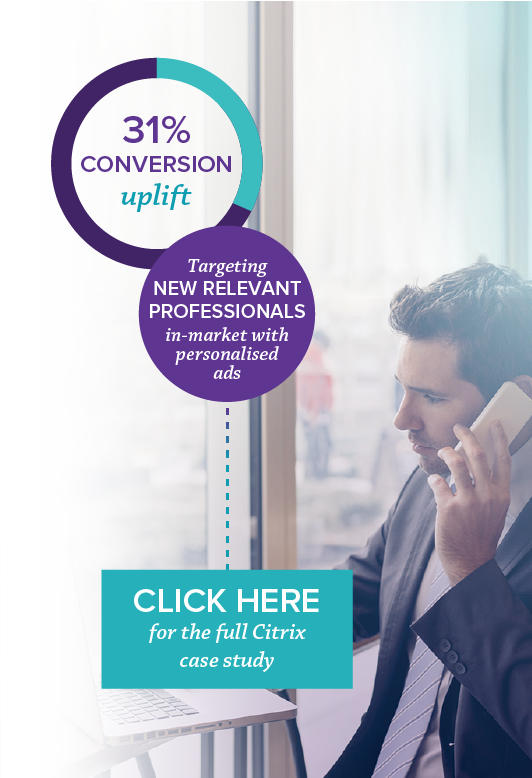 31%
CONVERSION
uplift
Targeting
NEW RELEVANT
PROFESSIONALS
in-market with
personalised
ads
CLICK HERE
for the full Citrix
case study